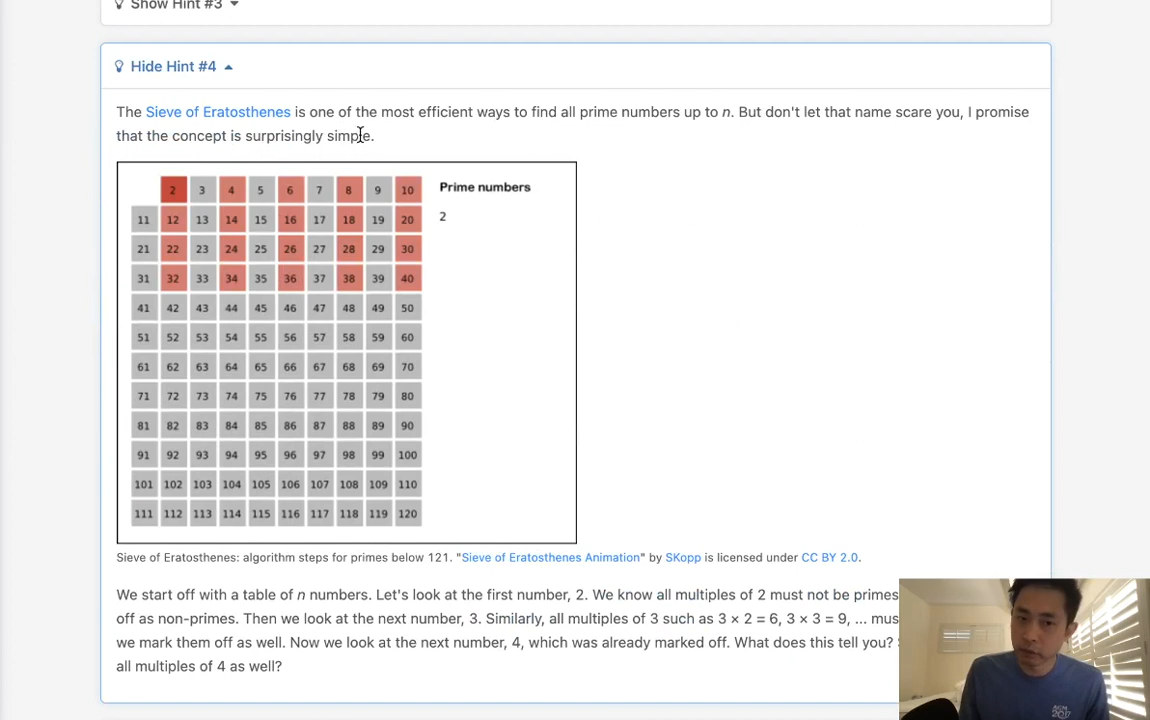 Show Hint #3
Hide Hint #4
The Sieve of Eratosthenes is one of the most efficient ways to find all prime numbers up to n. But don't let that name scare you, I promise
that the concept is surprisingly simple.
2 3 4 5 6 7 8 9 10 Prime numbers
11 12 13 14 15 16 17 18 19 20 2
21 22 23 24 25 26 27 28 29 30
31 32 33 34 35 36 37 38 39 40
41 42 43 44 45 46 47 48 49 50
51 52 53 54 55 56 57 58 59 60
61 62 63 64 65 66 67 68 69 70
71 72 73 74 75 76 77 78 79 80
81 82 83 84 85 86 87 88 89 90
91 92 93 94 95 96 97 98 99 100
101 102 103 104 105 106 107 108 109 110
111 112 113 114 115 116 117 118 119 120
Sieve of Eratosthenes: algorithm steps for primes below 121. "Sieve of Eratosthenes Animation" by SKopp is licensed under CC BY 2.0.
We start off with a table of n numbers. Let's look at the first number, 2. We know all multiples of 2 must not be primes
off as non-primes. Then we look at the next number, 3. Similarly, all multiples of 3 such as 3 × 2 = 6, 3 × 3 = 9, ... mus
we mark them off as well. Now we look at the next number, 4, which was already marked off. What does this tell you?
all multiples of 4 as well?